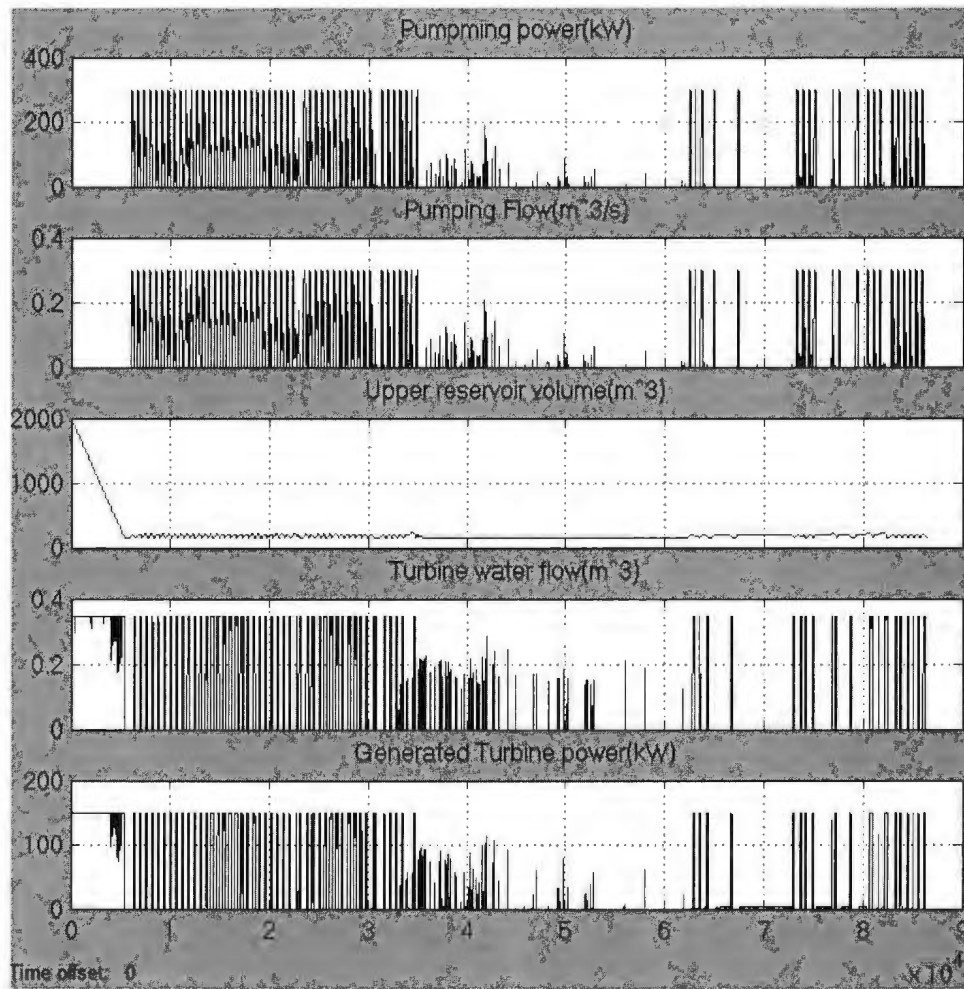 Pumpming power(kW)
400
200
0
Pumping Flow(m^3/s)
0.4
0.2
0
Upper reservoir volume(m^3)
2000
1000
0
Turbine water flow(m^3)
0.4
0.2
0
Generated Turbine power(kW)
200
100
0
0 1 2 3 4 5 6 7 8 9
Time offset: 0
×10^4